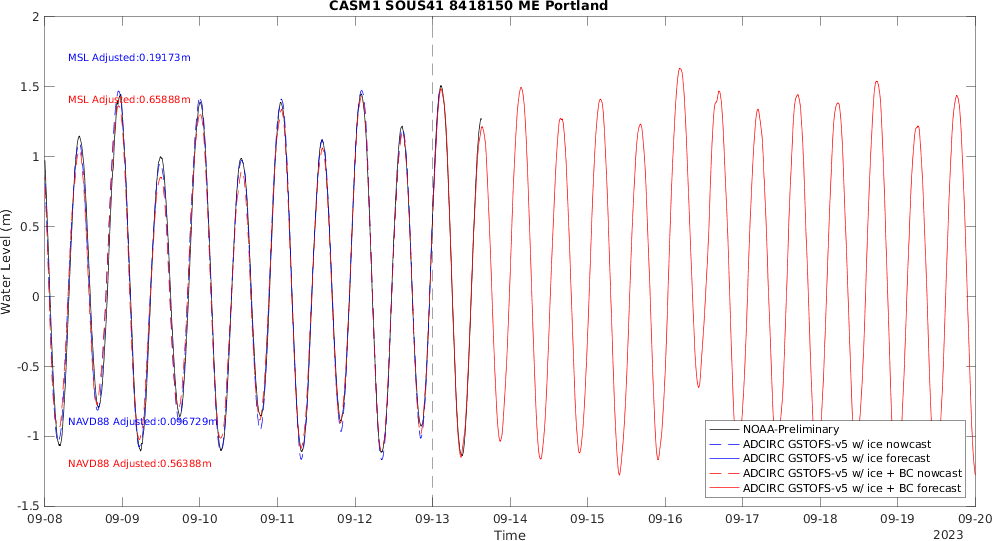 CASM1 SOUS41 8418150 ME Portland
2
1.5
1
0.5
0
-0.5
-1
-1.5
Water Level (m)
MSL Adjusted:0.19173m
MSL Adjusted:0.65888m
NAVD88 Adjusted:0.096729m
NAVD88 Adjusted:0.56388m
NOAA-Preliminary
ADCIRC GSTOFS-v5 w/ ice nowcast
ADCIRC GSTOFS-v5 w/ ice forecast
ADCIRC GSTOFS-v5 w/ ice + BC nowcast
ADCIRC GSTOFS-v5 w/ ice + BC forecast
09-08 09-09 09-10 09-11 09-12 09-13 09-14 09-15 09-16 09-17 09-18 09-19 09-20
Time
2023